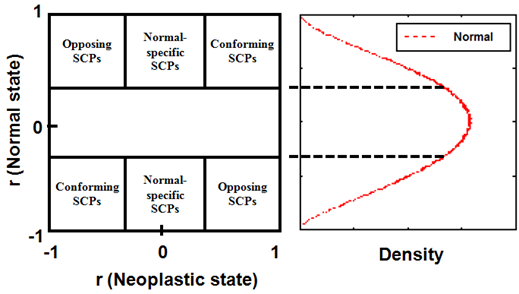 1
Opposing
SCPs
Normal-
specific
SCPs
Conforming
SCPs
Normal
r (Normal state)
0
Conforming
SCPs
Normal-
specific
SCPs
Opposing
SCPs
-1
-1
0
1
Density
r (Neoplastic state)